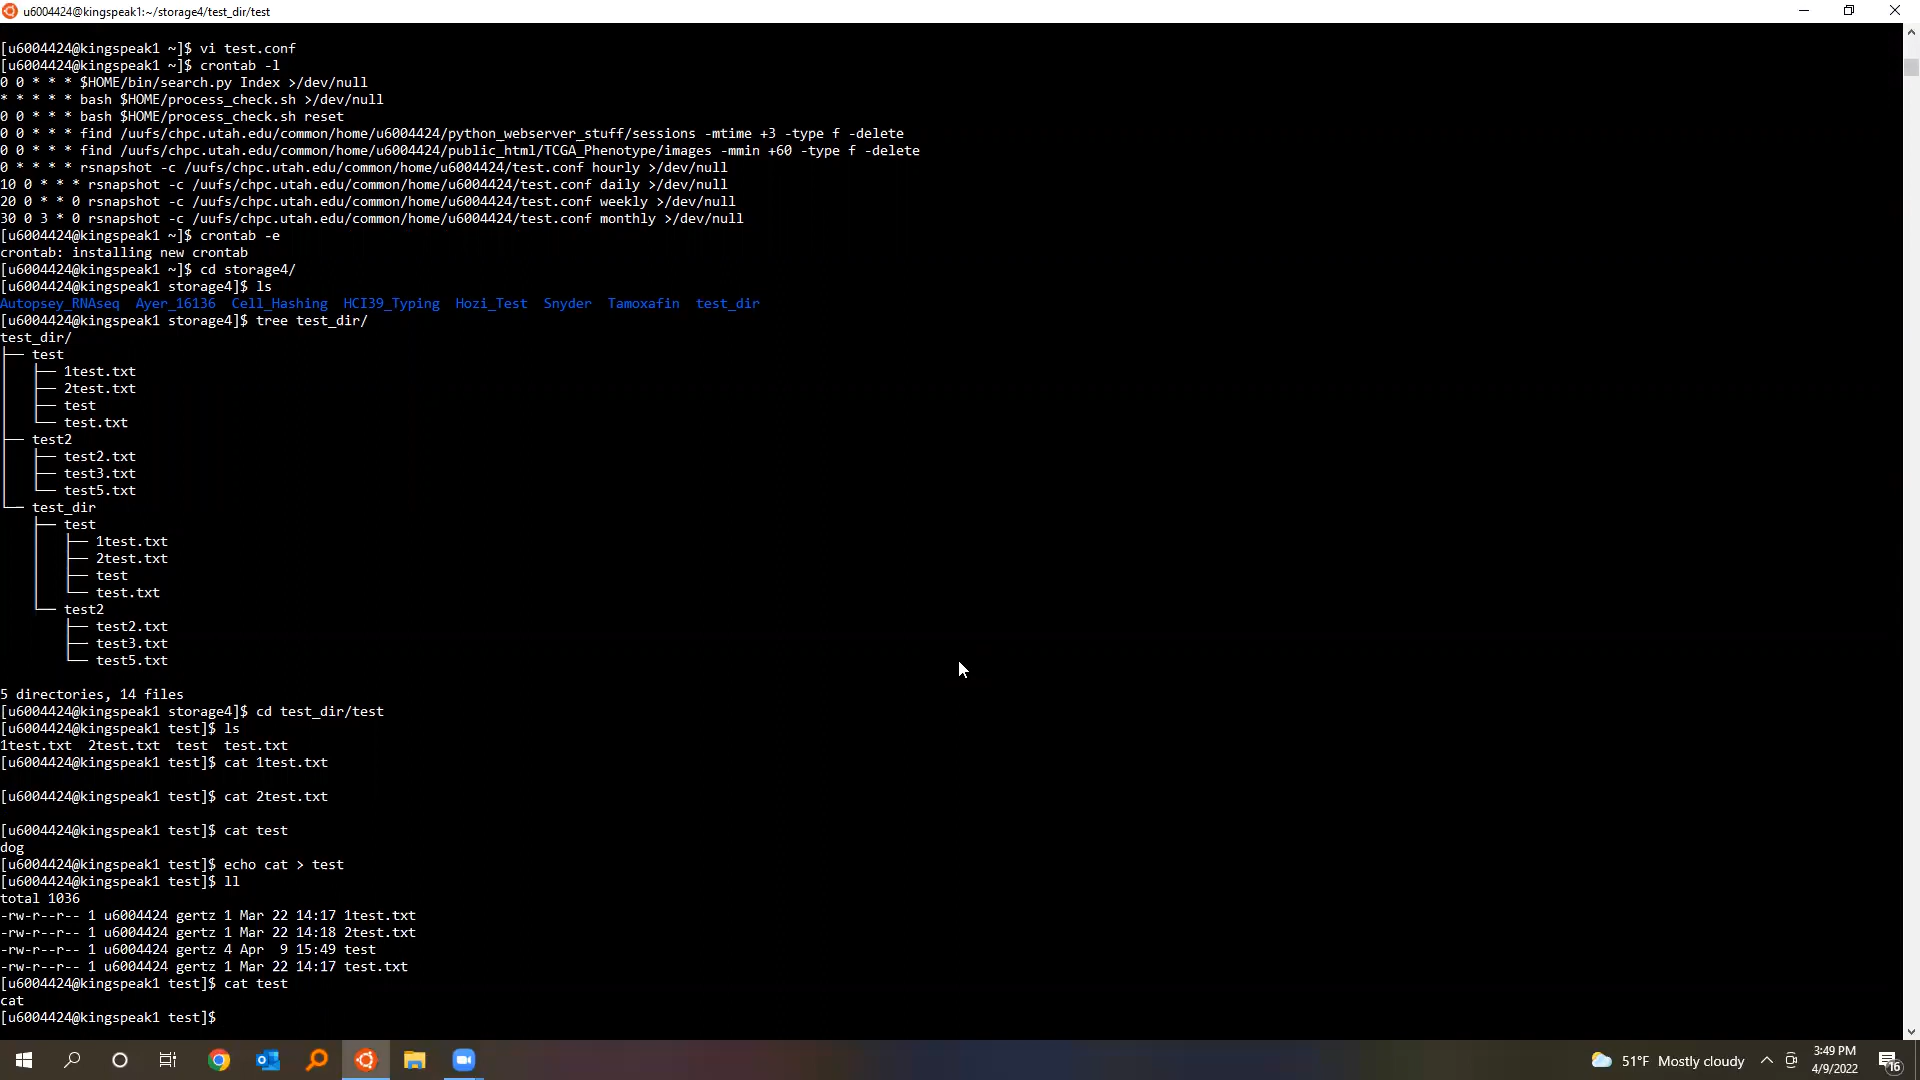 u6004424@kingspeak1:~/storage4/test_dir/test
[u6004424@kingspeak1 ~]$ vi test.conf
[u6004424@kingspeak1 ~]$ crontab -l
0 0 * * * $HOME/bin/search.py Index >/dev/null
* * * * * bash $HOME/process_check.sh >/dev/null
0 0 * * * bash $HOME/process_check.sh reset
0 0 * * * find /uufs/chpc.utah.edu/common/home/u6004424/python_webserver_stuff/sessions -mtime +3 -type f -delete
0 0 * * * find /uufs/chpc.utah.edu/common/home/u6004424/public_html/TCGA_Phenotype/images -mmin +60 -type f -delete
0 * * * * rsnapshot -c /uufs/chpc.utah.edu/common/home/u6004424/test.conf hourly >/dev/null
10 0 * * * rsnapshot -c /uufs/chpc.utah.edu/common/home/u6004424/test.conf daily >/dev/null
20 0 * * 0 rsnapshot -c /uufs/chpc.utah.edu/common/home/u6004424/test.conf weekly >/dev/null
30 0 3 * 0 rsnapshot -c /uufs/chpc.utah.edu/common/home/u6004424/test.conf monthly >/dev/null
[u6004424@kingspeak1 ~]$ crontab -e
crontab: installing new crontab
[u6004424@kingspeak1 ~]$ cd storage4/
[u6004424@kingspeak1 storage4]$ ls
Autopsey_RNAseq  Ayer_16136  Cell_Hashing  HCI39_Typing  Hozi_Test  Snyder  Tamoxafin  test_dir
[u6004424@kingspeak1 storage4]$ tree test_dir/
test_dir/
├── test
│   ├── 1test.txt
│   ├── 2test.txt
│   ├── test
│   └── test.txt
├── test2
│   ├── test2.txt
│   ├── test3.txt
│   └── test5.txt
└── test_dir
    ├── test
    │   ├── 1test.txt
    │   ├── 2test.txt
    │   ├── test
    │   └── test.txt
    └── test2
        ├── test2.txt
        ├── test3.txt
        └── test5.txt
5 directories, 14 files
[u6004424@kingspeak1 storage4]$ cd test_dir/test
[u6004424@kingspeak1 test]$ ls
1test.txt  2test.txt  test  test.txt
[u6004424@kingspeak1 test]$ cat 1test.txt
[u6004424@kingspeak1 test]$ cat 2test.txt
[u6004424@kingspeak1 test]$ cat test
dog
[u6004424@kingspeak1 test]$ echo cat > test
[u6004424@kingspeak1 test]$ ll
total 1036
-rw-r--r-- 1 u6004424 gertz 1 Mar 22 14:17 1test.txt
-rw-r--r-- 1 u6004424 gertz 1 Mar 22 14:18 2test.txt
-rw-r--r-- 1 u6004424 gertz 4 Apr  9 15:49 test
-rw-r--r-- 1 u6004424 gertz 1 Mar 22 14:17 test.txt
[u6004424@kingspeak1 test]$ cat test
cat
[u6004424@kingspeak1 test]$
51°F Mostly cloudy
3:49 PM
4/9/2022
16